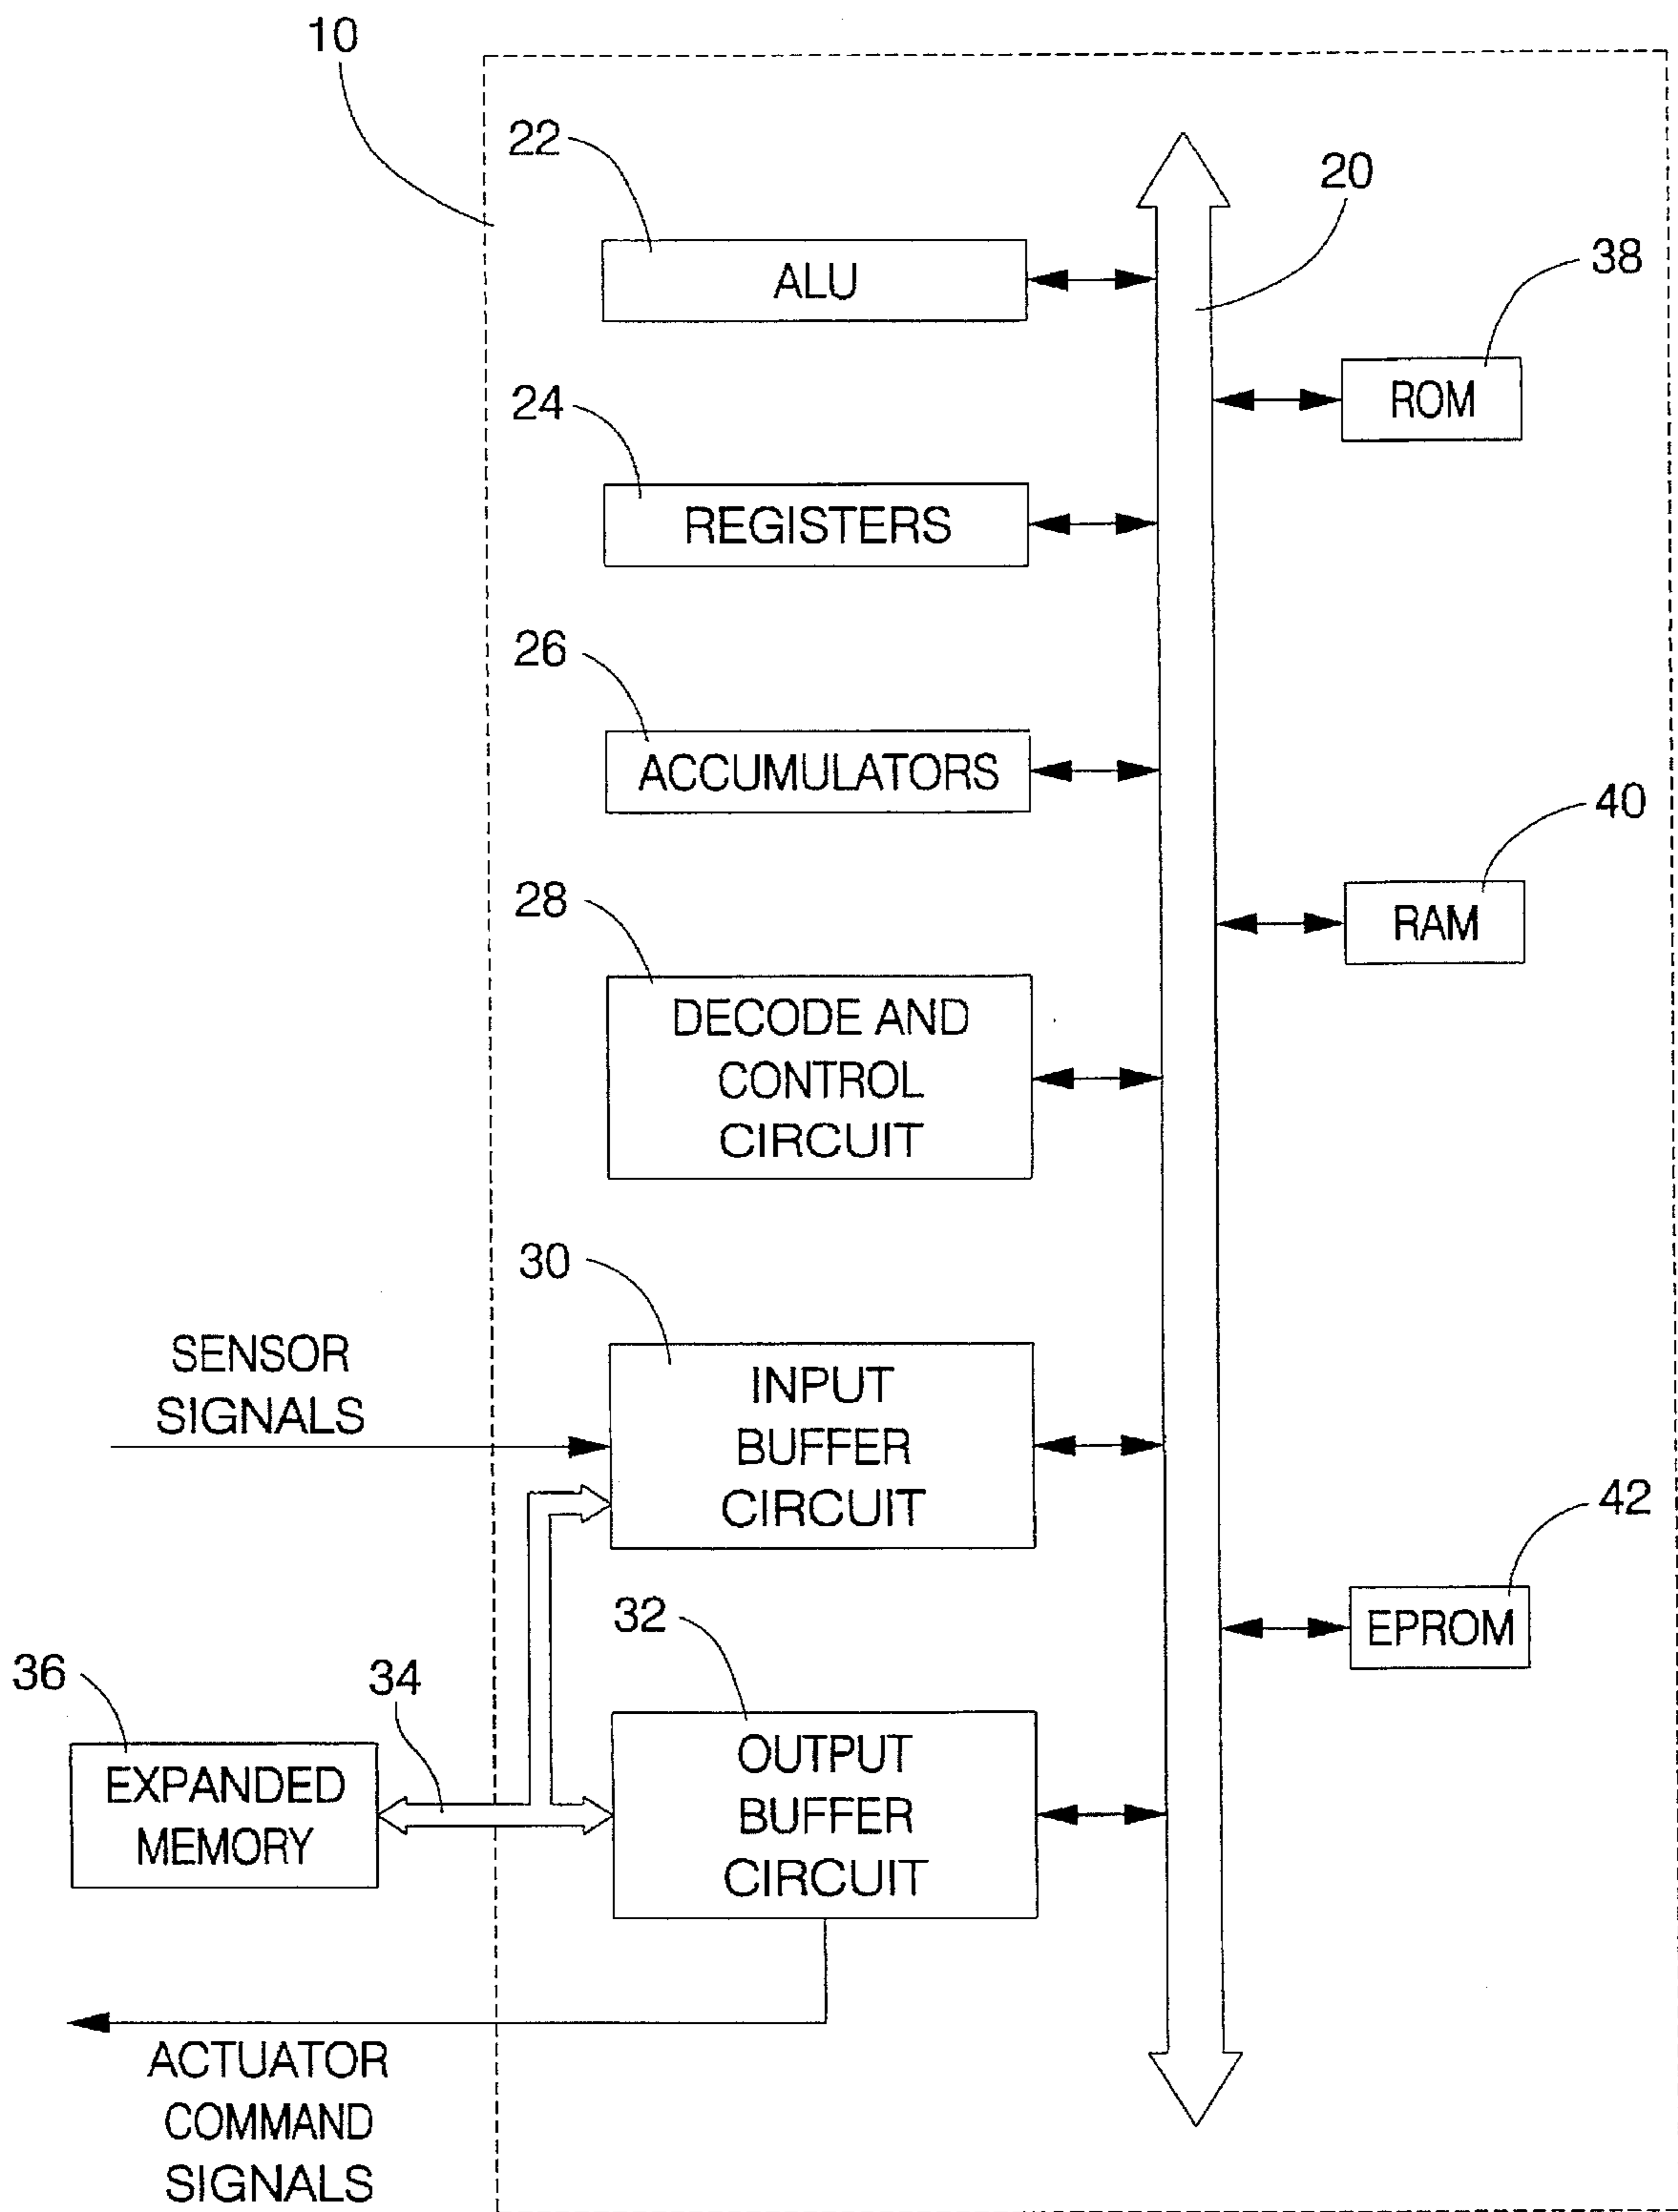 10
22
ALU
20
38
ROM
24
REGISTERS
26
ACCUMULATORS
40
RAM
28
DECODE AND
CONTROL
CIRCUIT
30
SENSOR
SIGNALS
INPUT
BUFFER
CIRCUIT
42
EPROM
32
36
34
EXPANDED
MEMORY
OUTPUT
BUFFER
CIRCUIT
ACTUATOR
COMMAND
SIGNALS